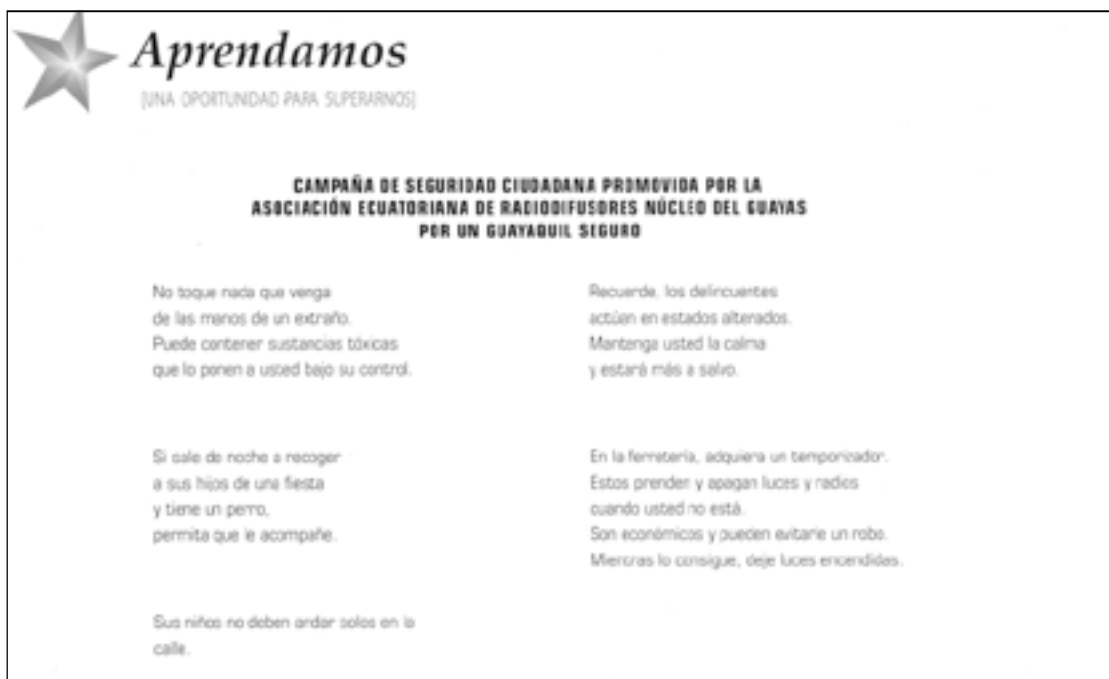 Aprendamos
[UNA OPORTUNIDAD PARA SUPERARNOS]
CAMPAÑA DE SEGURIDAD CIUDADANA PROMOVIDA POR LA
ASOCIACIÓN ECUATORIANA DE RADIODIFUSORES NÚCLEO DEL GUAYAS
POR UN GUAYAQUIL SEGURO
No toque nada que venga
de las manos de un extraño.
Puede contener sustancias tóxicas
que lo ponen a usted bajo su control.
Si sale de noche a recoger
a sus hijos de una fiesta
y tiene un perro,
permita que le acompañe.
Sus niños no deben andar solos en la
calle.
Recuerde, los delincuentes
actúan en estados alterados.
Mantenga usted la calma
y estará más a salvo.
En la ferretería, adquiera un temporizador.
Estos prenden y apagan luces y radios
cuando usted no está.
Son económicos y pueden evitarle un robo.
Mientras lo consigue, deje luces encendidas.